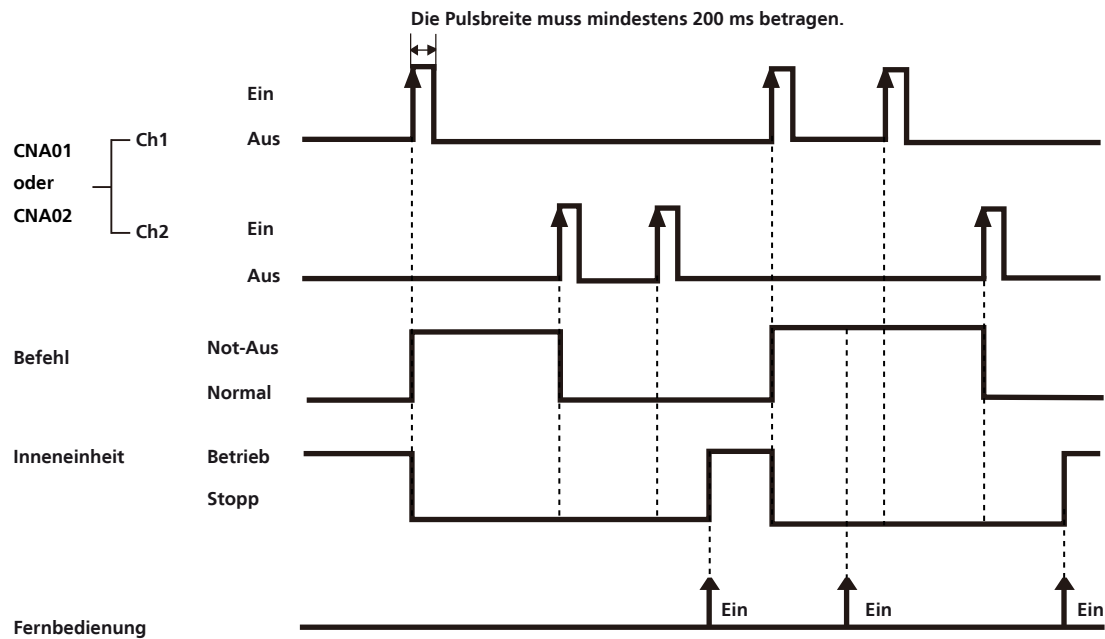 Die Pulsbreite muss mindestens 200 ms betragen.
Ein
CNA01
oder
CNA02
Ch1
Aus
Ch2
Ein
Aus
Befehl
Not-Aus
Normal
Inneneinheit
Betrieb
Stopp
Fernbedienung
Ein
Ein
Ein